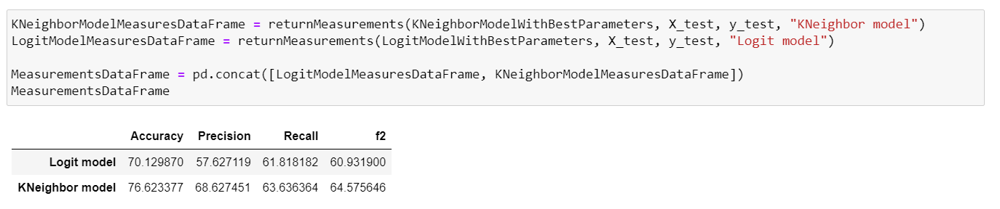 KNeighborModelMeasuresDataFrame = returnMeasurements(KNeighborModelWithBestParameters, X_test, y_test, "KNeighbor model")
LogitModelMeasuresDataFrame = returnMeasurements(LogitModelWithBestParameters, X_test, y_test, "Logit model")
MeasurementsDataFrame = pd.concat([LogitModelMeasuresDataFrame, KNeighborModelMeasuresDataFrame])
MeasurementsDataFrame
Accuracy Precision Recall f2
Logit model 70.129870 57.627119 61.818182 60.931900
KNeighbor model 76.623377 68.627451 63.636364 64.575646